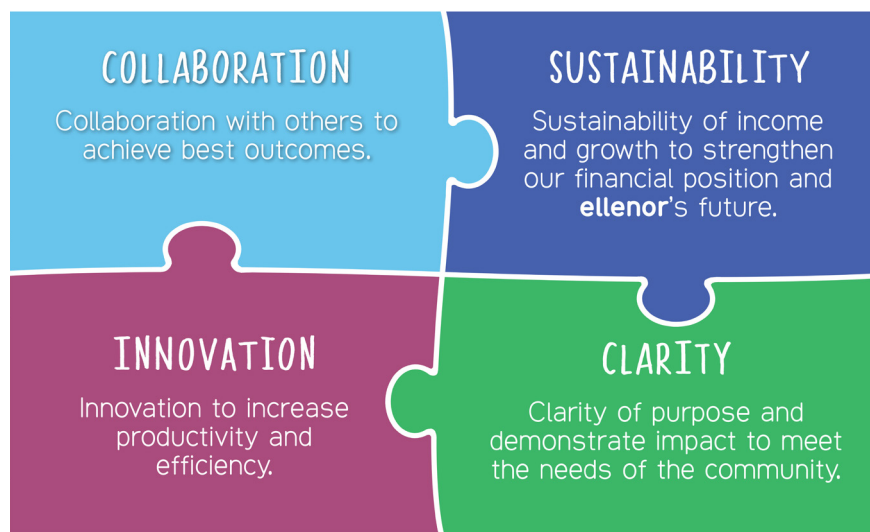 COLLABORATION
Collaboration with others to
achieve best outcomes.
SUSTAINABILITY
Sustainability of income
and growth to strengthen
our financial position and
ellenor's future.
INNOVATION
Innovation to increase
productivity and
efficiency.
CLARITY
Clarity of purpose and
demonstrate impact to meet
the needs of the community.